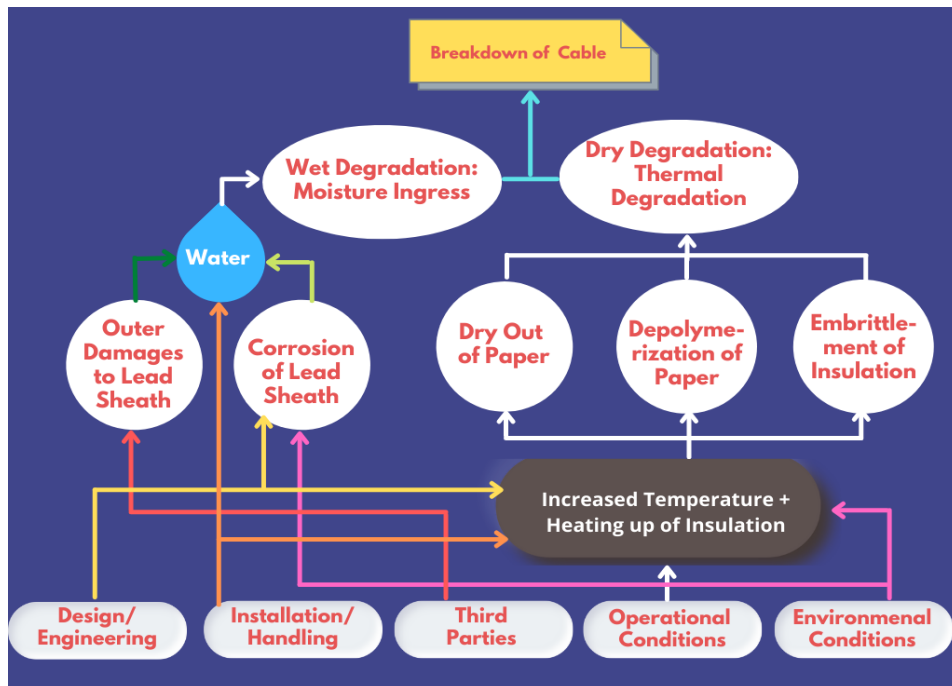 Breakdown of Cable
Wet Degradation:
Moisture Ingress
Dry Degradation:
Thermal
Degradation
Water
Outer
Damages
to Lead
Sheath
Corrosion
of Lead
Sheath
Dry Out
of Paper
Depolyme-
rization of
Paper
Embrittle-
ment of
Insulation
Increased Temperature +
Heating up of Insulation
Design/
Engineering
Installation/
Handling
Third
Parties
Operational
Conditions
Environmenal
Conditions